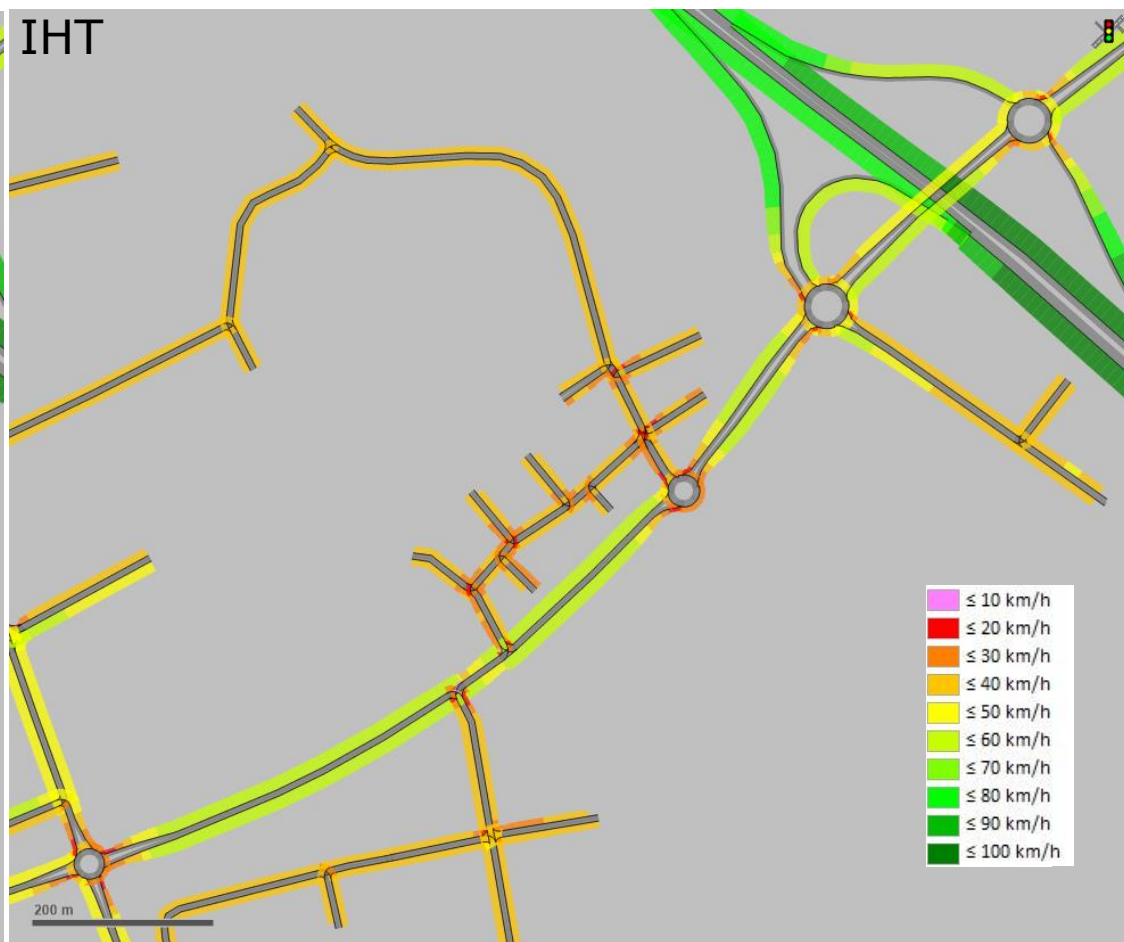 IHT
≤ 10 km/h
≤ 20 km/h
≤ 30 km/h
≤ 40 km/h
≤ 50 km/h
≤ 60 km/h
≤ 70 km/h
≤ 80 km/h
≤ 90 km/h
≤ 100 km/h
200 m